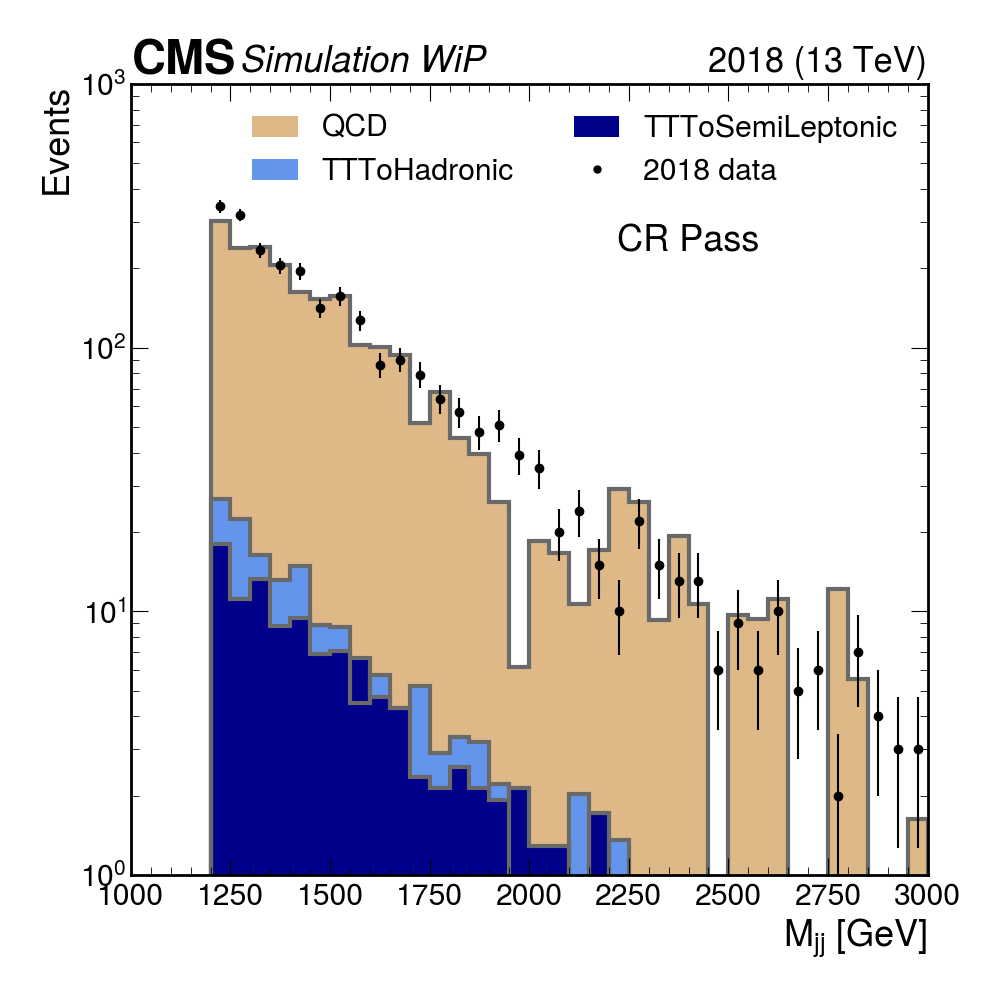 CMS Simulation WiP 2018 (13 TeV)
Events
10³
10²
10¹
10⁰
QCD
TTToHadronic
TTToSemiLeptonic
2018 data
CR Pass
1000 1250 1500 1750 2000 2250 2500 2750 3000
M_jj [GeV]